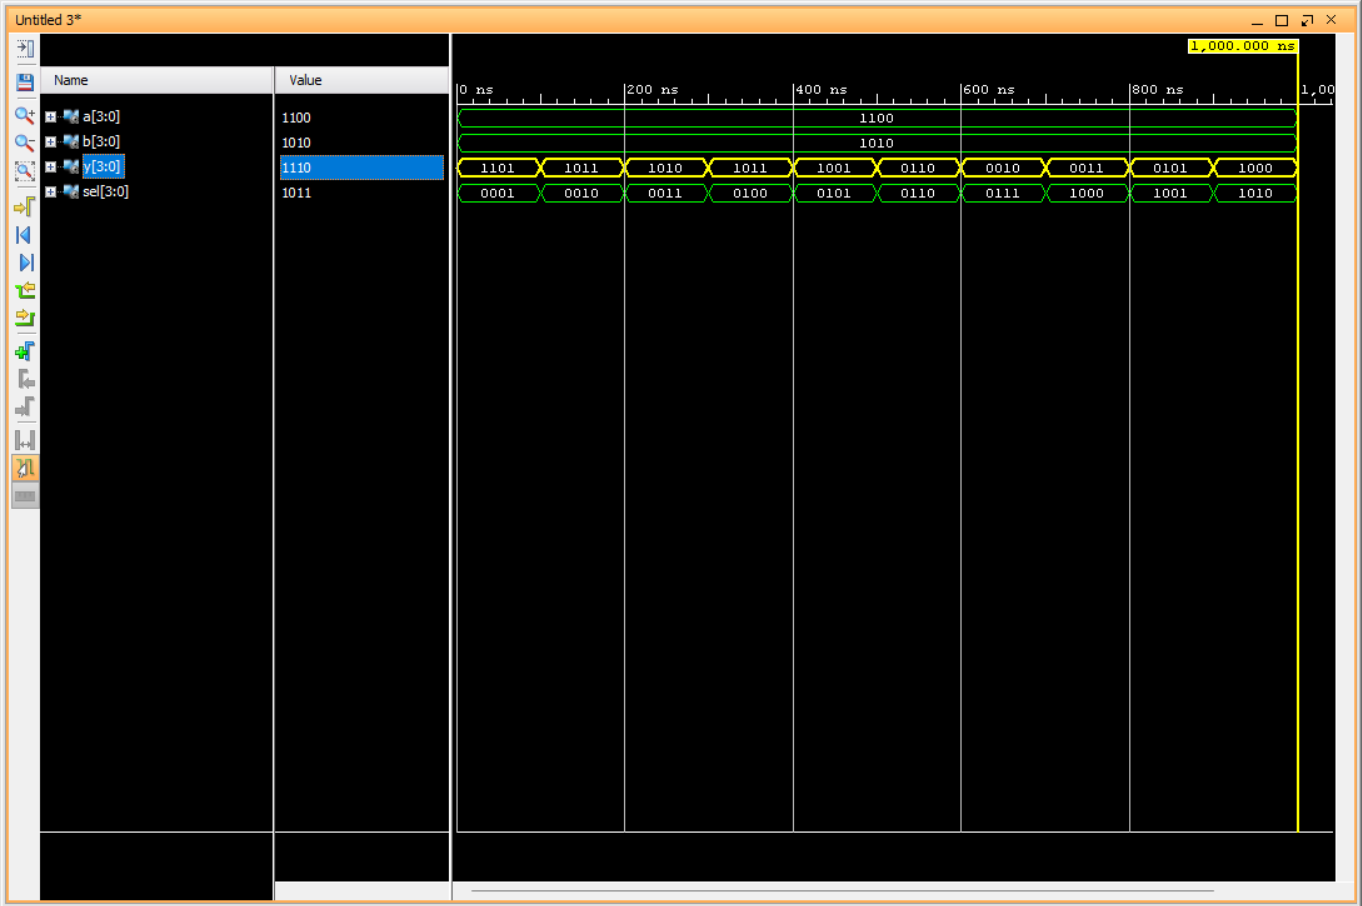 Untitled 3*
1,000.000 ns
Name Value
0 ns 200 ns 400 ns 600 ns 800 ns 1,00
a[3:0] 1100 1100
b[3:0] 1010 1010
y[3:0] 1110 1101 1011 1010 1011 1001 0110 0010 0011 0101 1000
sel[3:0] 1011 0001 0010 0011 0100 0101 0110 0111 1000 1001 1010